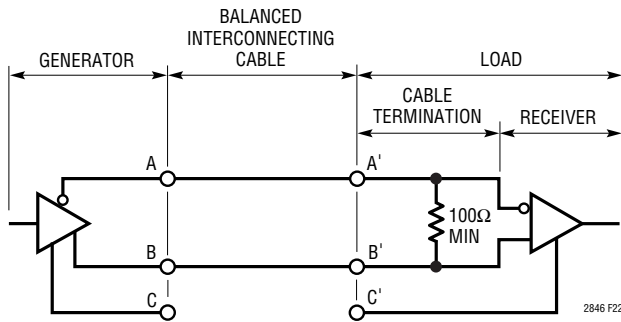 BALANCED
INTERCONNECTING
CABLE
GENERATOR
LOAD
CABLE
TERMINATION
RECEIVER
A
A'
100Ω
MIN
B
B'
C
C'
2846 F22